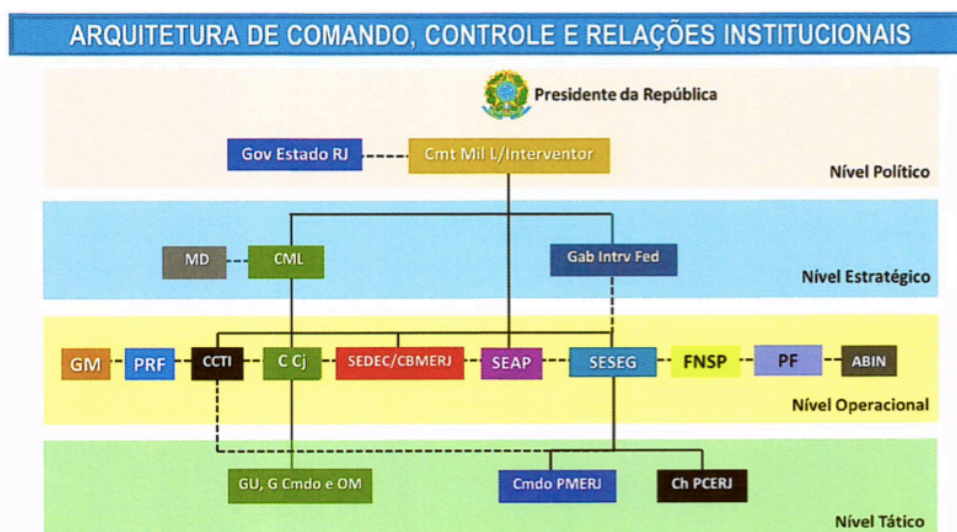 ARQUITETURA DE COMANDO, CONTROLE E RELAÇÕES INSTITUCIONAIS
Presidente da República
Gov Estado RJ
Cmt Mil L/Interventor
Nível Político
MD
CML
Gab Intrv Fed
Nível Estratégico
GM
PRF
CCTI
C Cj
SEDEC/CBMERJ
SEAP
SESEG
FNSP
PF
ABIN
Nível Operacional
GU, G Cmdo e OM
Cmdo PMERJ
Ch PCERJ
Nível Tático